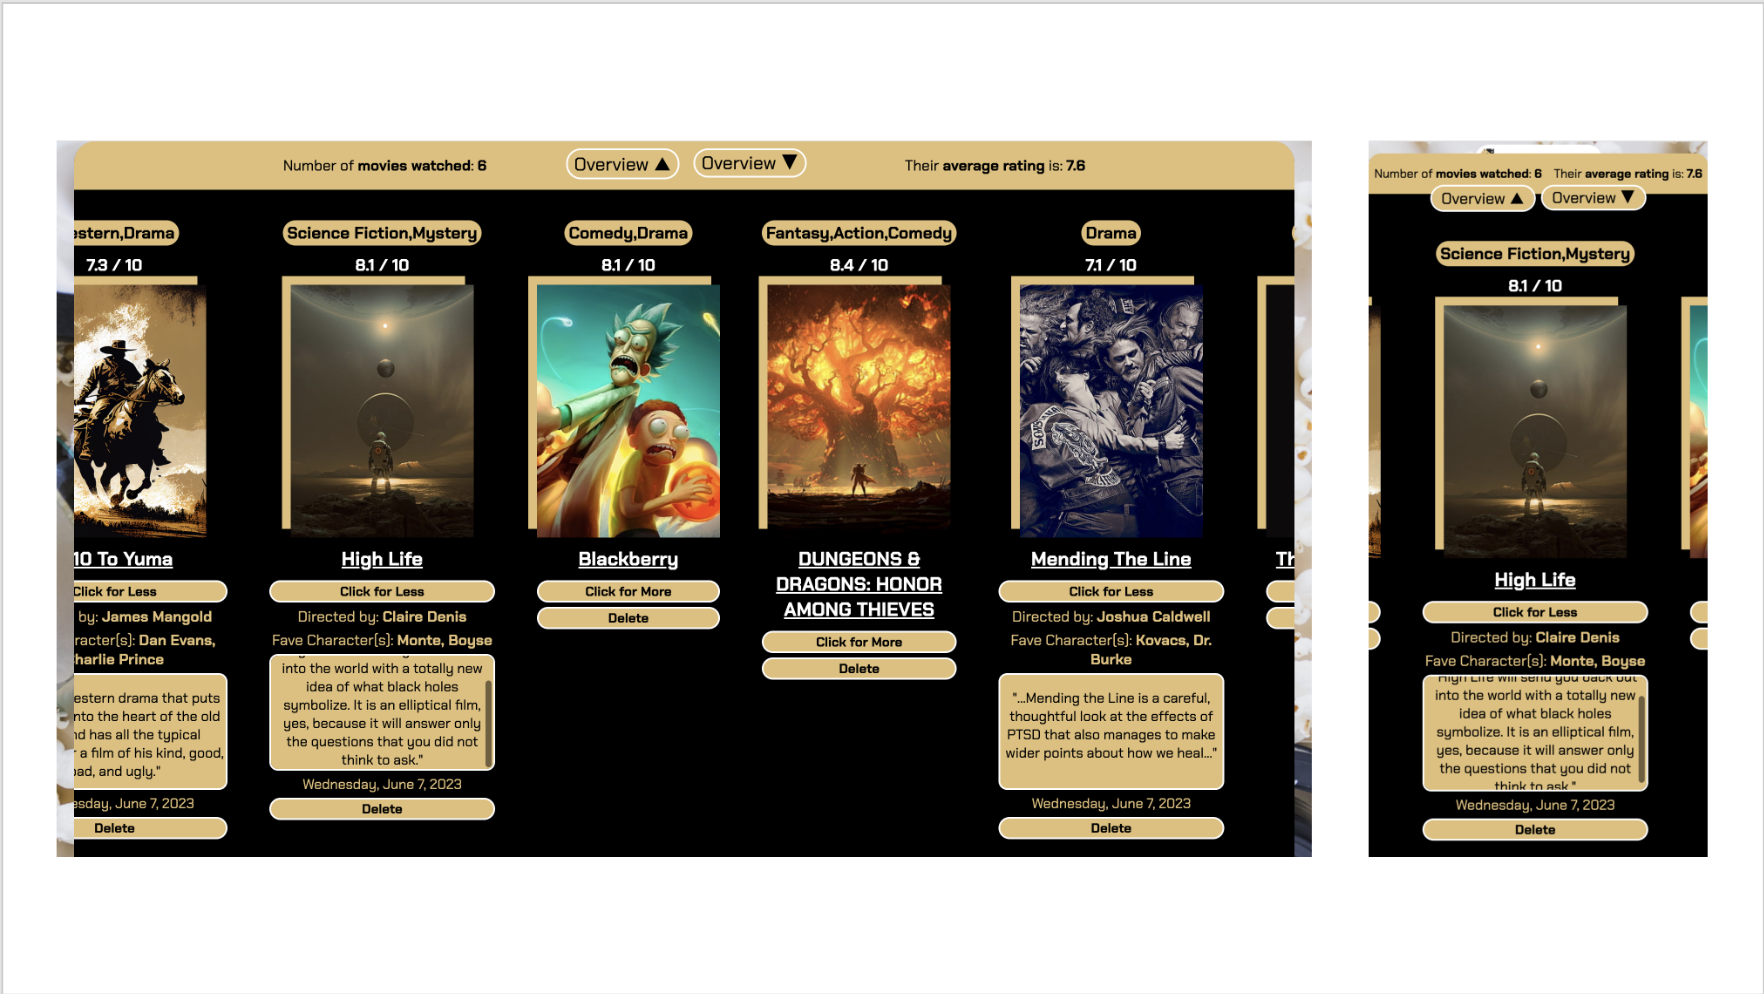 Number of movies watched: 6
Overview ▲
Overview ▼
Their average rating is: 7.6
estern,Drama
7.3 / 10
10 To Yuma
Click for Less
by: James Mangold
racter(s): Dan Evans,
harlie Prince
estern drama that puts
nto the heart of the old
nd has all the typical
r a film of his kind, good,
bad, and ugly."
esday, June 7, 2023
Delete
Science Fiction,Mystery
8.1 / 10
High Life
Click for Less
Directed by: Claire Denis
Fave Character(s): Monte, Boyse
into the world with a totally new
idea of what black holes
symbolize. It is an elliptical film,
yes, because it will answer only
the questions that you did not
think to ask."
Wednesday, June 7, 2023
Delete
Comedy,Drama
8.1 / 10
Blackberry
Click for More
Delete
Fantasy,Action,Comedy
8.4 / 10
DUNGEONS &
DRAGONS: HONOR
AMONG THIEVES
Click for More
Delete
Drama
7.1 / 10
SONS
Mending The Line
Click for Less
Directed by: Joshua Caldwell
Fave Character(s): Kovacs, Dr.
Burke
"...Mending the Line is a careful,
thoughtful look at the effects of
PTSD that also manages to make
wider points about how we heal..."
Wednesday, June 7, 2023
Delete
Th
Number of movies watched: 6 Their average rating is: 7.6
Overview ▲
Overview ▼
Science Fiction,Mystery
8.1 / 10
High Life
Click for Less
Directed by: Claire Denis
Fave Character(s): Monte, Boyse
High Life will send you back out
into the world with a totally new
idea of what black holes
symbolize. It is an elliptical film,
yes, because it will answer only
the questions that you did not
think to ask."
Wednesday, June 7, 2023
Delete